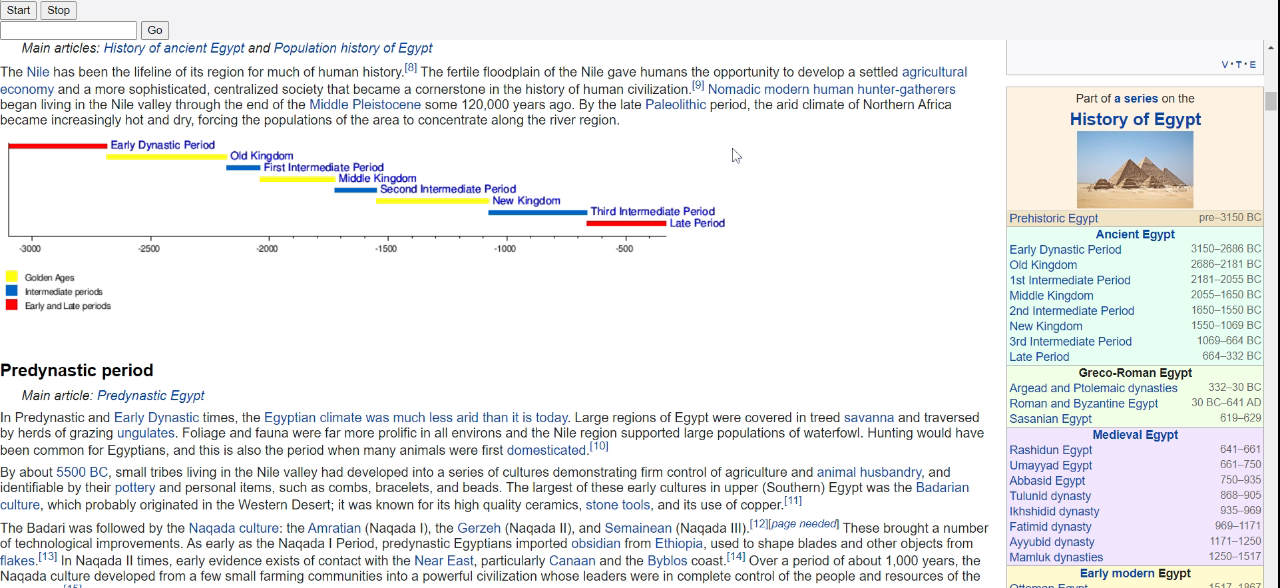 Start Stop
Go
Main articles: History of ancient Egypt and Population history of Egypt
The Nile has been the lifeline of its region for much of human history.[8] The fertile floodplain of the Nile gave humans the opportunity to develop a settled agricultural
economy and a more sophisticated, centralized society that became a cornerstone in the history of human civilization.[9] Nomadic modern human hunter-gatherers
began living in the Nile valley through the end of the Middle Pleistocene some 120,000 years ago. By the late Paleolithic period, the arid climate of Northern Africa
became increasingly hot and dry, forcing the populations of the area to concentrate along the river region.
Early Dynastic Period
Old Kingdom
First Intermediate Period
Middle Kingdom
Second Intermediate Period
New Kingdom
Third Intermediate Period
Late Period
-3000 -2500 -2000 -1500 -1000 -500
Golden Ages
Intermediate periods
Early and Late periods
Predynastic period
Main article: Predynastic Egypt
In Predynastic and Early Dynastic times, the Egyptian climate was much less arid than it is today. Large regions of Egypt were covered in treed savanna and traversed
by herds of grazing ungulates. Foliage and fauna were far more prolific in all environs and the Nile region supported large populations of waterfowl. Hunting would have
been common for Egyptians, and this is also the period when many animals were first domesticated.[10]
By about 5500 BC, small tribes living in the Nile valley had developed into a series of cultures demonstrating firm control of agriculture and animal husbandry, and
identifiable by their pottery and personal items, such as combs, bracelets, and beads. The largest of these early cultures in upper (Southern) Egypt was the Badarian
culture, which probably originated in the Western Desert; it was known for its high quality ceramics, stone tools, and its use of copper.[11]
The Badari was followed by the Naqada culture: the Amratian (Naqada I), the Gerzeh (Naqada II), and Semainean (Naqada III).[12][page needed] These brought a number
of technological improvements. As early as the Naqada I Period, predynastic Egyptians imported obsidian from Ethiopia, used to shape blades and other objects from
flakes.[13] In Naqada II times, early evidence exists of contact with the Near East, particularly Canaan and the Byblos coast.[14] Over a period of about 1,000 years, the
Naqada culture developed from a few small farming communities into a powerful civilization whose leaders were in complete control of the people and resources of the
V • T • E
Part of a series on the
History of Egypt
Prehistoric Egypt pre–3150 BC
Ancient Egypt
Early Dynastic Period 3150–2686 BC
Old Kingdom 2686–2181 BC
1st Intermediate Period 2181–2055 BC
Middle Kingdom 2055–1650 BC
2nd Intermediate Period 1650–1550 BC
New Kingdom 1550–1069 BC
3rd Intermediate Period 1069–664 BC
Late Period 664–332 BC
Greco-Roman Egypt
Argead and Ptolemaic dynasties 332–30 BC
Roman and Byzantine Egypt 30 BC–641 AD
Sasanian Egypt 619–629
Medieval Egypt
Rashidun Egypt 641–661
Umayyad Egypt 661–750
Abbasid Egypt 750–935
Tulunid dynasty 868–905
Ikhshidid dynasty 935–969
Fatimid dynasty 969–1171
Ayyubid dynasty 1171–1250
Mamluk dynasties 1250–1517
Early modern Egypt
Ottoman Egypt 1517–1867